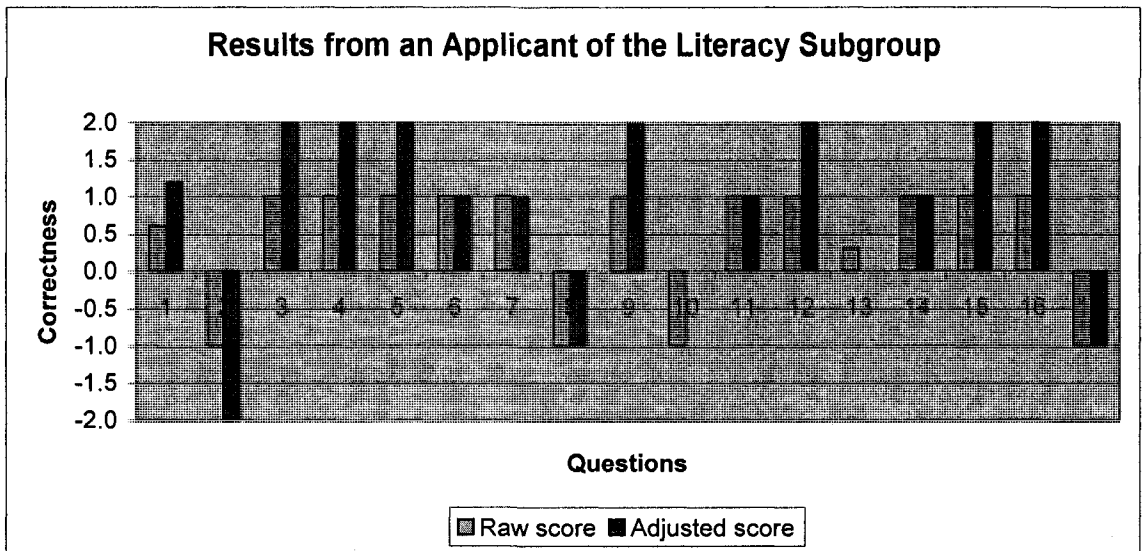 Results from an Applicant of the Literacy Subgroup
Correctness
2.0
1.5
1.0
0.5
0.0
-0.5
-1.0
-1.5
-2.0
1 3 4 5 6 7 9 10 11 12 13 14 15 16
Questions
Raw score Adjusted score